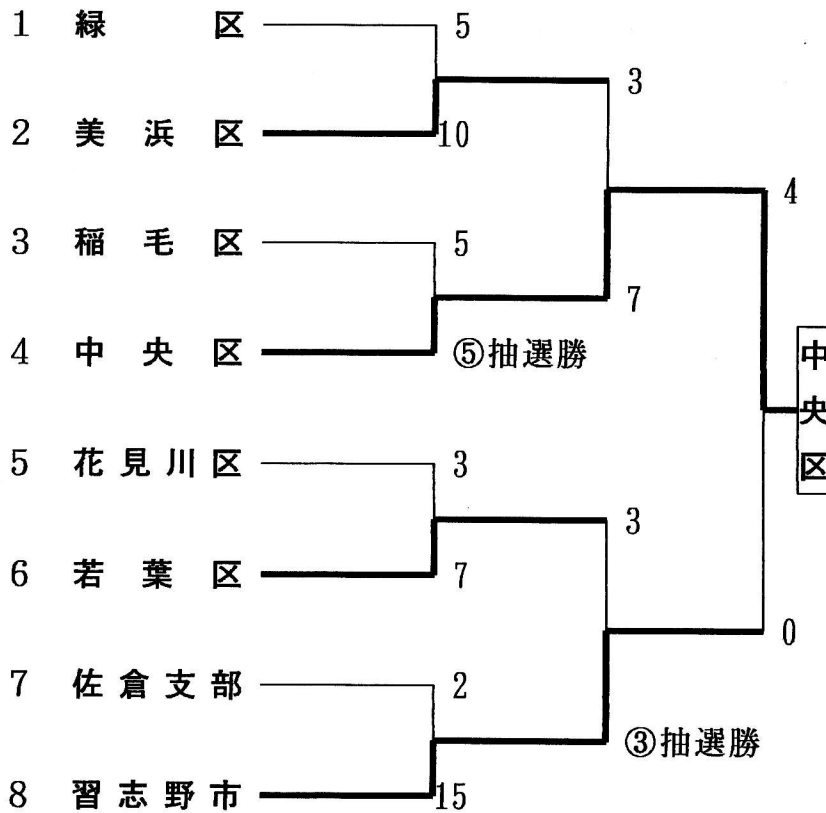 1 緑区 5
3
2 美浜区 10
4
3 稲毛区 5
7
4 中央区 ⑤抽選勝
中央区
5 花見川区 3
3
6 若葉区 7
0
7 佐倉支部 2
③抽選勝
8 習志野市 15